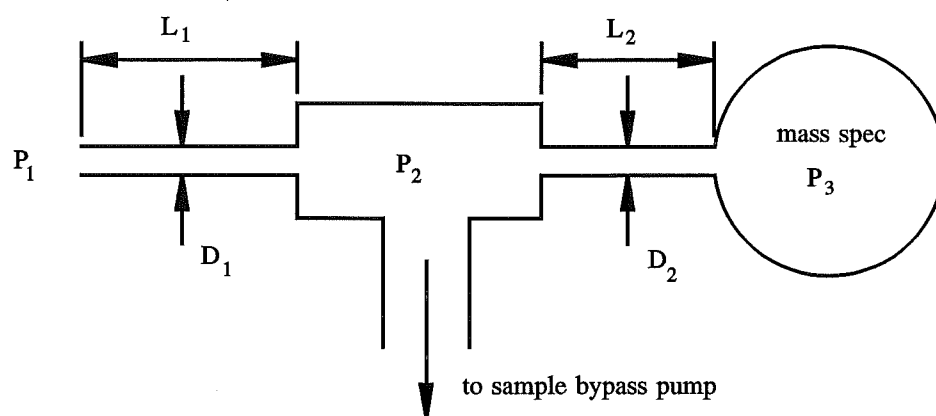 L1
L2
mass spec
P1
P2
P3
D1
D2
to sample bypass pump